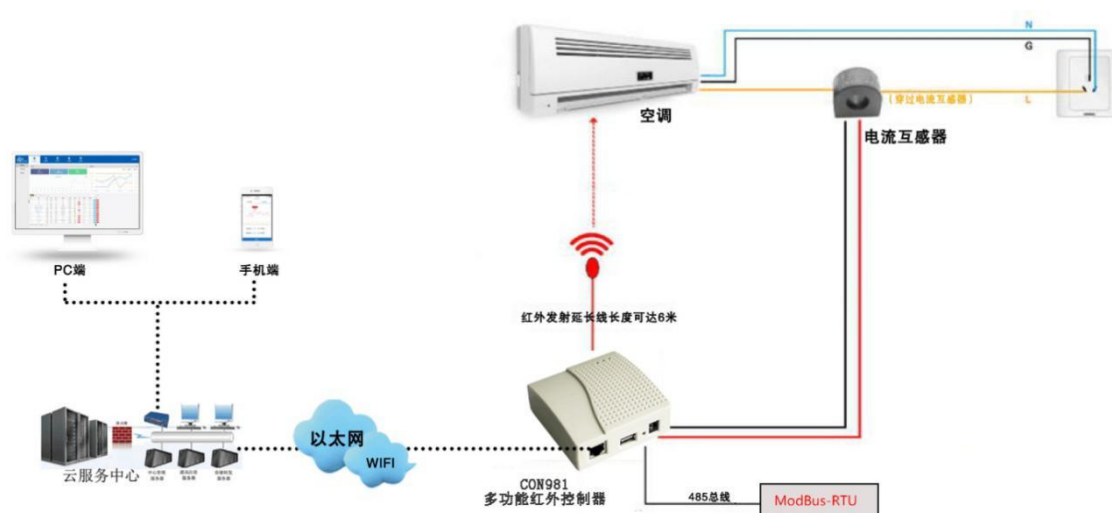 N
G
(穿过电流互感器)
L
空调
电流互感器
PC端
手机端
红外发射延长线长度可达6米
以太网
WIFI
云服务中心
CON981
多功能红外控制器
485总线
ModBus-RTU